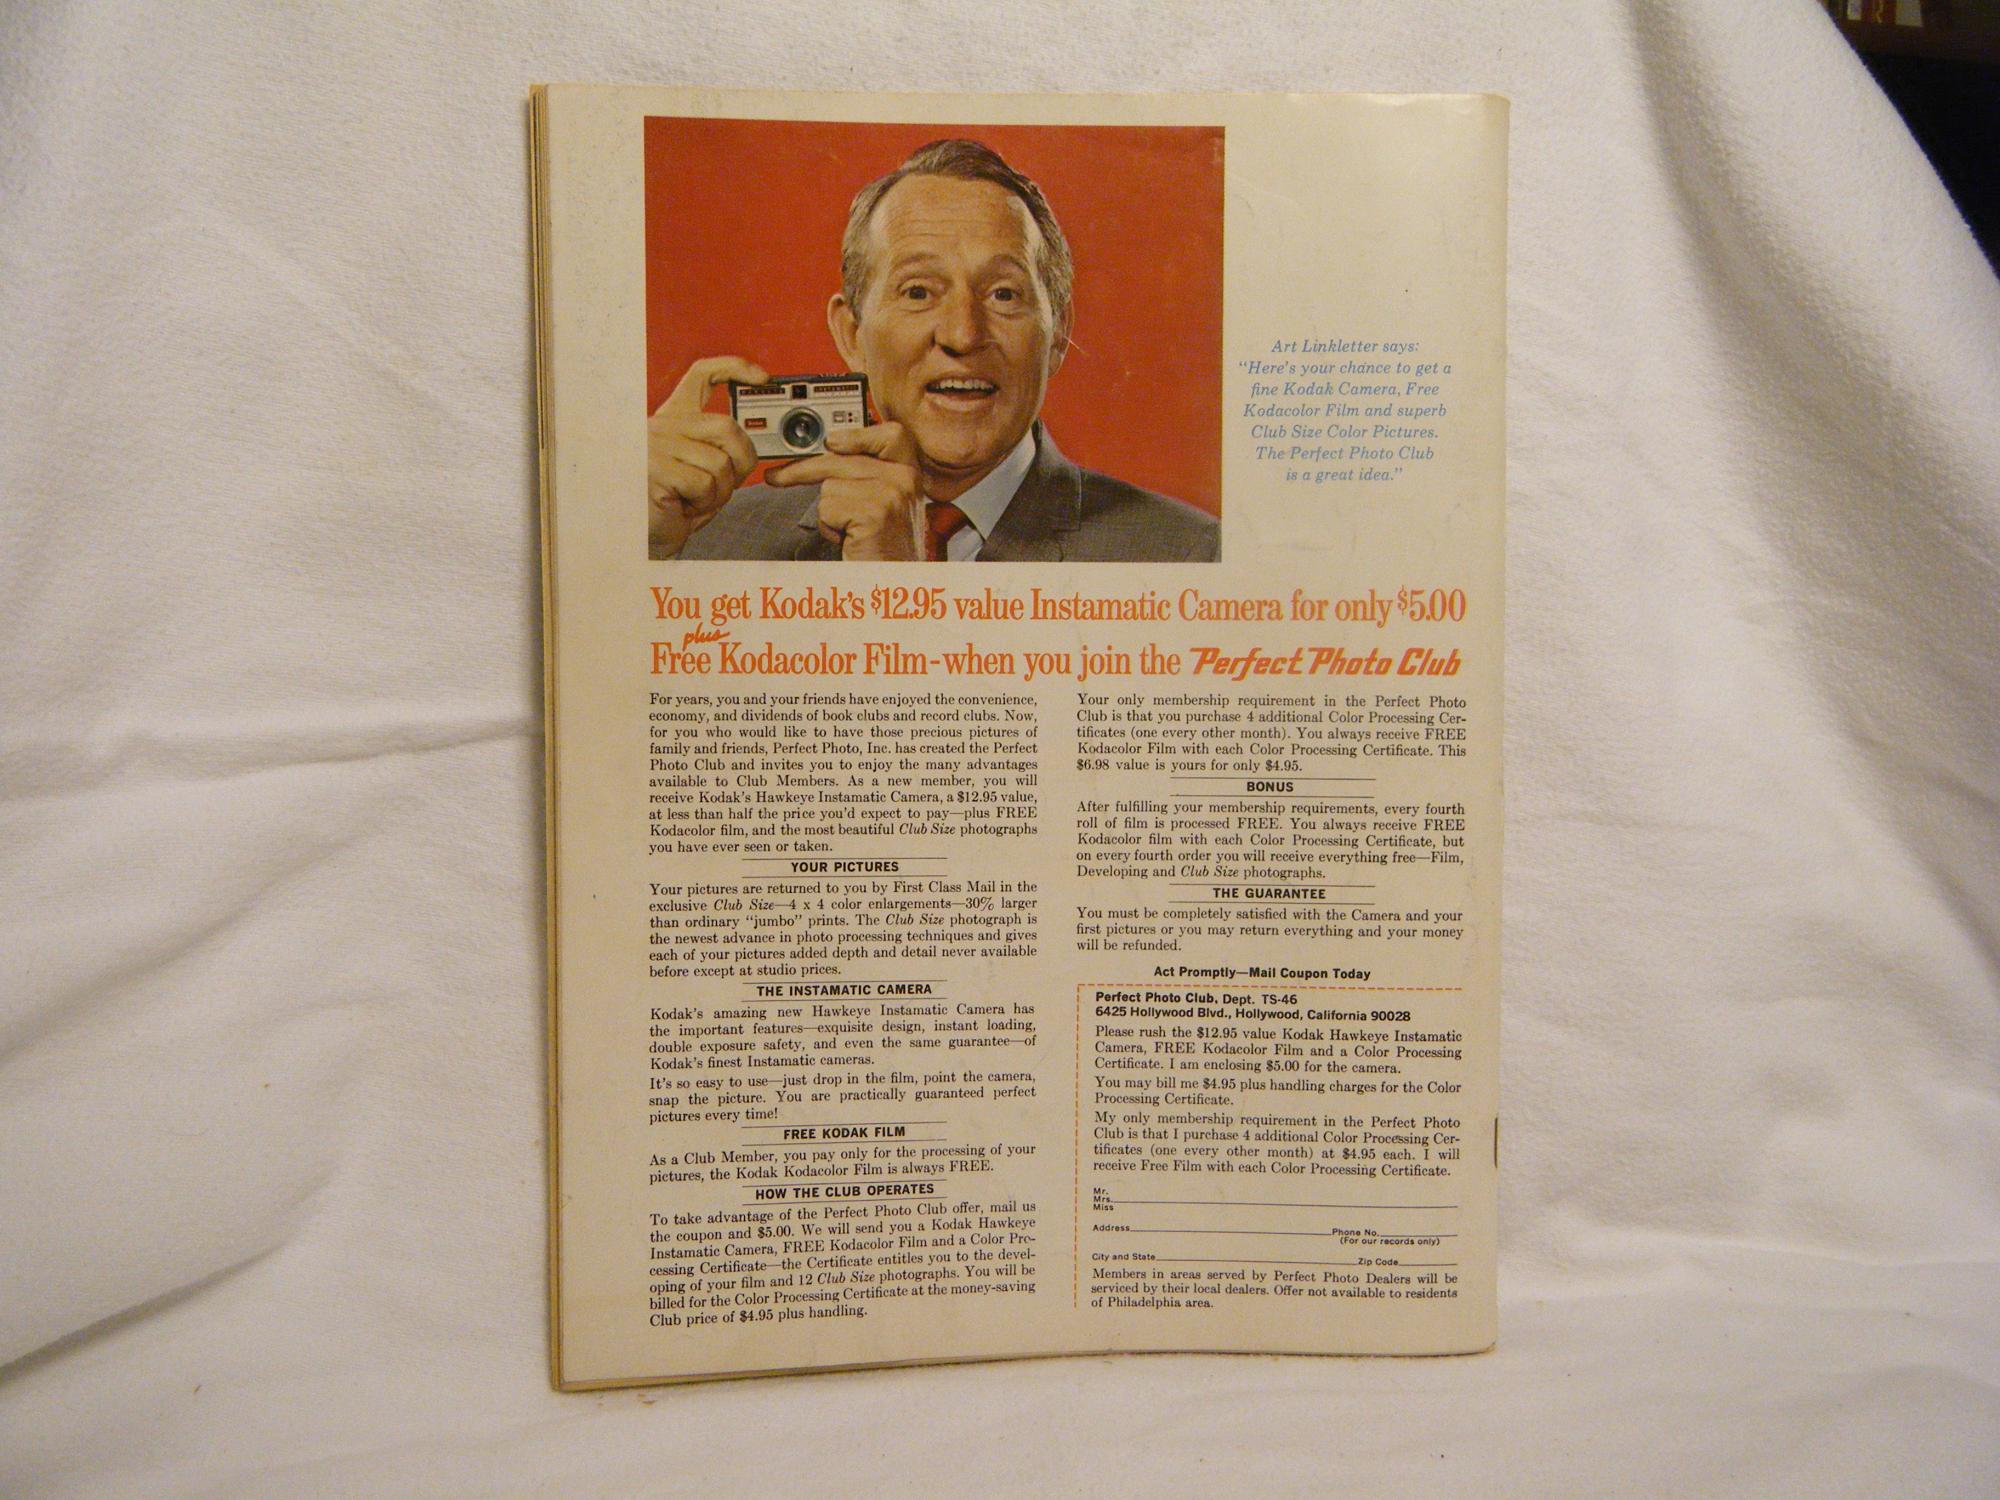 Art Linkletter says:
“Here’s your chance to get a
fine Kodak Camera, Free
Kodacolor Film and superb
Club Size Color Pictures.
The Perfect Photo Club
is a great idea.”
You get Kodak’s $12.95 value Instamatic Camera for only $5.00
plus
Free Kodacolor Film-when you join the Perfect Photo Club
For years, you and your friends have enjoyed the convenience,
economy, and dividends of book clubs and record clubs. Now,
for you who would like to have those precious pictures of
family and friends, Perfect Photo, Inc. has created the Perfect
Photo Club and invites you to enjoy the many advantages
available to Club Members. As a new member, you will
receive Kodak’s Hawkeye Instamatic Camera, a $12.95 value,
at less than half the price you’d expect to pay—plus FREE
Kodacolor film, and the most beautiful Club Size photographs
you have ever seen or taken.
YOUR PICTURES
Your pictures are returned to you by First Class Mail in the
exclusive Club Size—4 x 4 color enlargements—30% larger
than ordinary “jumbo” prints. The Club Size photograph is
the newest advance in photo processing techniques and gives
each of your pictures added depth and detail never available
before except at studio prices.
THE INSTAMATIC CAMERA
Kodak’s amazing new Hawkeye Instamatic Camera has
the important features—exquisite design, instant loading,
double exposure safety, and even the same guarantee—of
Kodak’s finest Instamatic cameras.
It’s so easy to use—just drop in the film, point the camera,
snap the picture. You are practically guaranteed perfect
pictures every time!
FREE KODAK FILM
As a Club Member, you pay only for the processing of your
pictures, the Kodak Kodacolor Film is always FREE.
HOW THE CLUB OPERATES
To take advantage of the Perfect Photo Club offer, mail us
the coupon and $5.00. We will send you a Kodak Hawkeye
Instamatic Camera, FREE Kodacolor Film and a Color Pro-
cessing Certificate—the Certificate entitles you to the devel-
oping of your film and 12 Club Size photographs. You will be
billed for the Color Processing Certificate at the money-saving
Club price of $4.95 plus handling.
Your only membership requirement in the Perfect Photo
Club is that you purchase 4 additional Color Processing Cer-
tificates (one every other month). You always receive FREE
Kodacolor Film with each Color Processing Certificate. This
$6.98 value is yours for only $4.95.
BONUS
After fulfilling your membership requirements, every fourth
roll of film is processed FREE. You always receive FREE
Kodacolor film with each Color Processing Certificate, but
on every fourth order you will receive everything free—Film,
Developing and Club Size photographs.
THE GUARANTEE
You must be completely satisfied with the Camera and your
first pictures or you may return everything and your money
will be refunded.
Act Promptly—Mail Coupon Today
Perfect Photo Club, Dept. TS-46
6425 Hollywood Blvd., Hollywood, California 90028
Please rush the $12.95 value Kodak Hawkeye Instamatic
Camera, FREE Kodacolor Film and a Color Processing
Certificate. I am enclosing $5.00 for the camera.
You may bill me $4.95 plus handling charges for the Color
Processing Certificate.
My only membership requirement in the Perfect Photo
Club is that I purchase 4 additional Color Processing Cer-
tificates (one every other month) at $4.95 each. I will
receive Free Film with each Color Processing Certificate.
Mr.
Mrs.
Miss
Address Phone No.
(For our records only)
City and State Zip Code
Members in areas served by Perfect Photo Dealers will be
serviced by their local dealers. Offer not available to residents
of Philadelphia area.